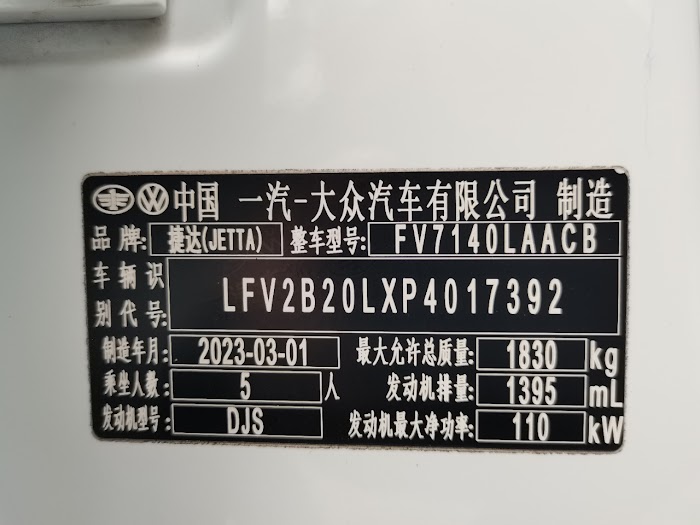 中国 一汽-大众汽车有限公司 制造
品牌: 捷达(JETTA) 整车型号: FV7140LAACB
车辆识别代号: LFV2B20LXP4017392
制造年月: 2023-03-01 最大允许总质量: 1830 kg
乘坐人数: 5 人 发动机排量: 1395 mL
发动机型号: DJS 发动机最大净功率: 110 kW